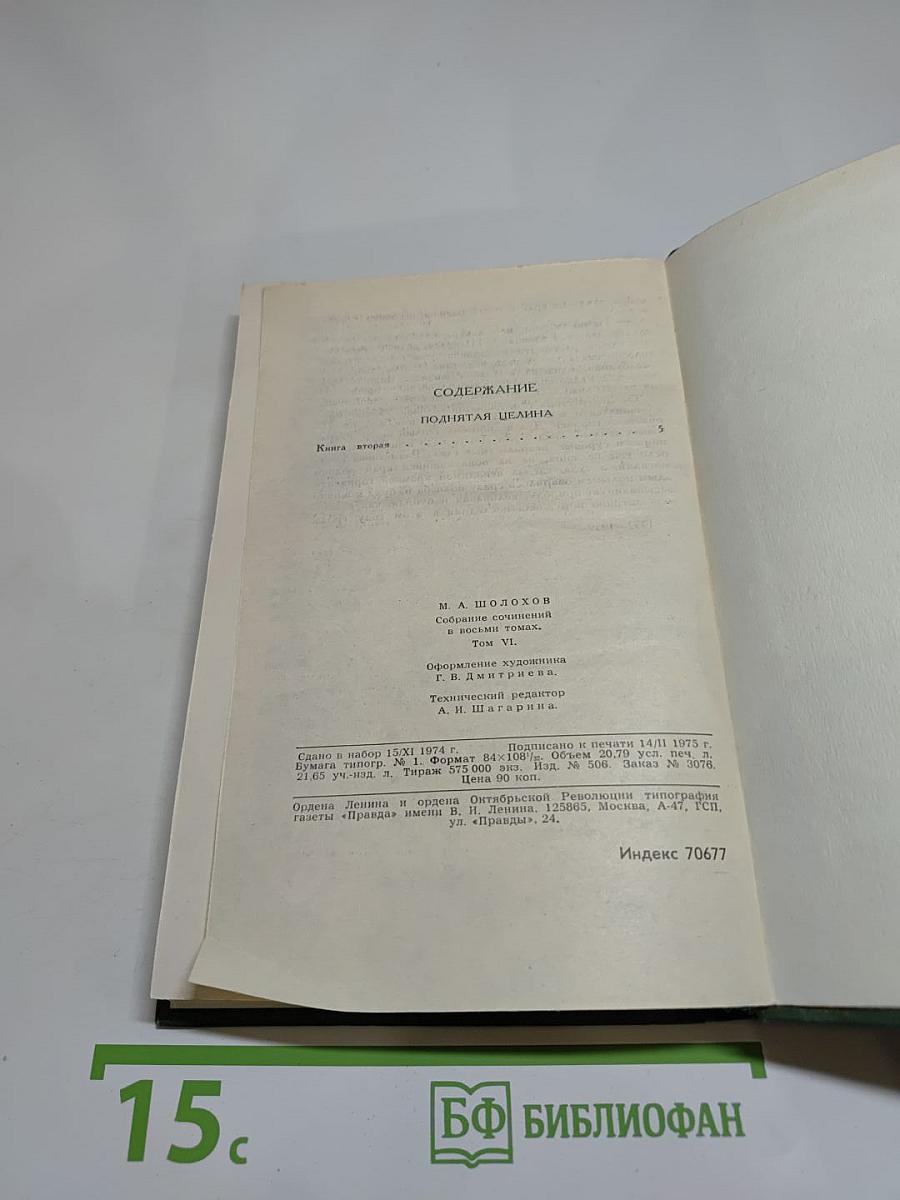 СОДЕРЖАНИЕ
ПОДНЯТАЯ ЦЕЛИНА
Книга вторая . . . . . . . . . . . . . . . . . . 5
М. А. ШОЛОХОВ
Собрание сочинений
в восьми томах.
Том VI.
Оформление художника
Г. В. Дмитриева.
Технический редактор
А. И. Шагарина.
Сдано в набор 15/XI 1974 г. Подписано к печати 14/II 1975 г.
Бумага типогр. № 1. Формат 84×108¹/₃₂. Объем 20,79 усл. печ. л.
21,65 уч.-изд. л. Тираж 575 000 экз. Изд. № 506. Заказ № 3076.
Цена 90 коп.
Ордена Ленина и ордена Октябрьской Революции типография
газеты «Правда» имени В. И. Ленина. 125865, Москва, А-47, ГСП,
ул. «Правды», 24.
Индекс 70677
15 с
БФ БИБЛИОФАН